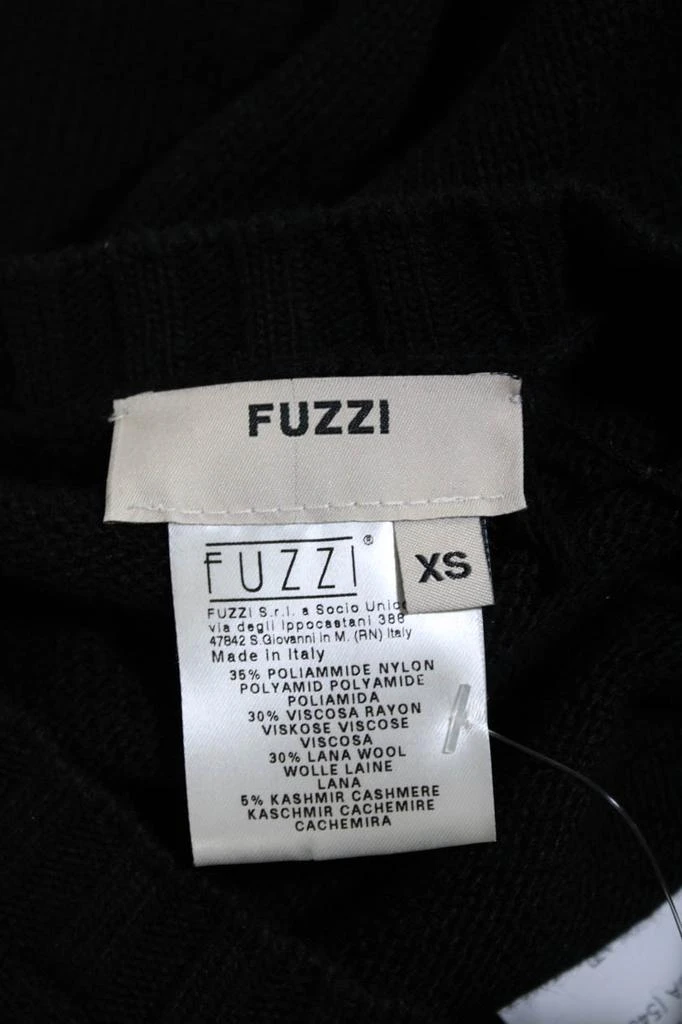 FUZZI
FUZZI®
XS
FUZZI S.r.l. a Socio Unic
via degli Ippocastani 388
47842 S.Giovanni in M. (RN) Italy
Made in Italy
35% POLIAMMIDE NYLON
POLYAMID POLYAMIDE
POLIAMIDA
30% VISCOSA RAYON
VISKOSE VISCOSE
VISCOSA
30% LANA WOOL
WOLLE LAINE
LANA
5% KASHMIR CASHMERE
KASCHMIR CACHEMIRE
CACHEMIRA